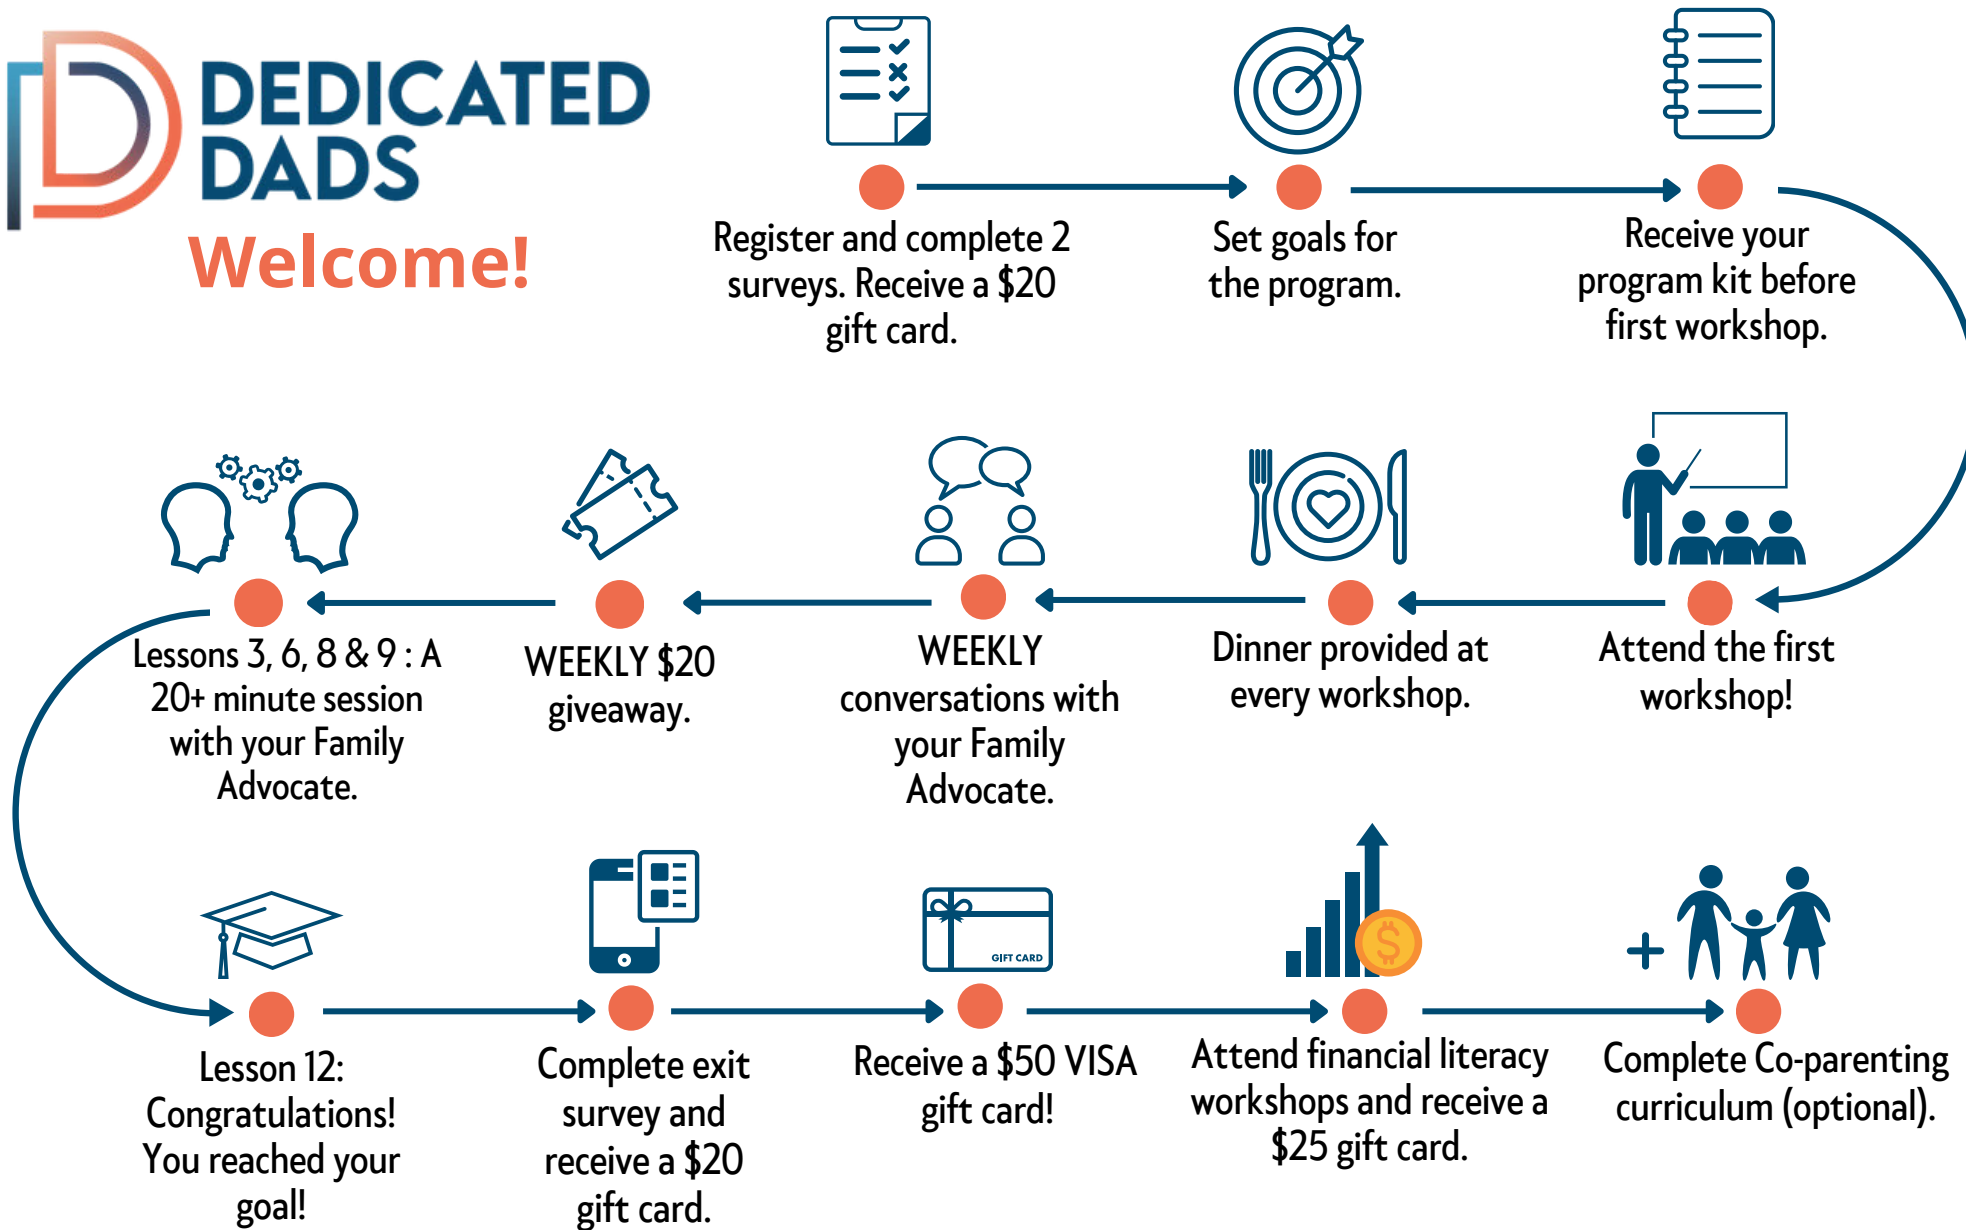 DEDICATED
DADS
Welcome!
Register and complete 2
surveys. Receive a $20
gift card.
Set goals for
the program.
Receive your
program kit before
first workshop.
Attend the first
workshop!
Dinner provided at
every workshop.
WEEKLY
conversations with
your Family
Advocate.
WEEKLY $20
giveaway.
Lessons 3, 6, 8 & 9 : A
20+ minute session
with your Family
Advocate.
Lesson 12:
Congratulations!
You reached your
goal!
Complete exit
survey and
receive a $20
gift card.
GIFT CARD
Receive a $50 VISA
gift card!
$
Attend financial literacy
workshops and receive a
$25 gift card.
+
Complete Co-parenting
curriculum (optional).